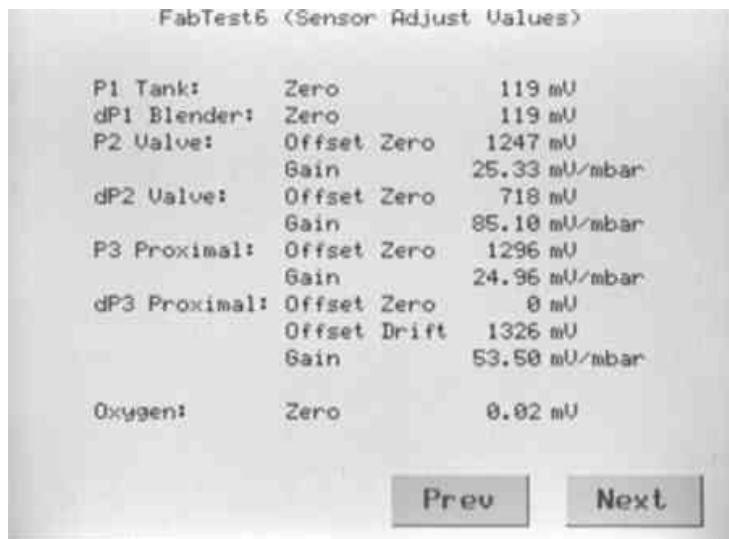 FabTest6 (Sensor Adjust Values)
P1 Tank: Zero 119 mV
dP1 Blender: Zero 119 mV
P2 Valve: Offset Zero 1247 mV
Gain 25.33 mV/mbar
dP2 Valve: Offset Zero 718 mV
Gain 85.10 mV/mbar
P3 Proximal: Offset Zero 1296 mV
Gain 24.96 mV/mbar
dP3 Proximal: Offset Zero 0 mV
Offset Drift 1326 mV
Gain 53.50 mV/mbar
Oxygen: Zero 0.02 mV
Prev Next